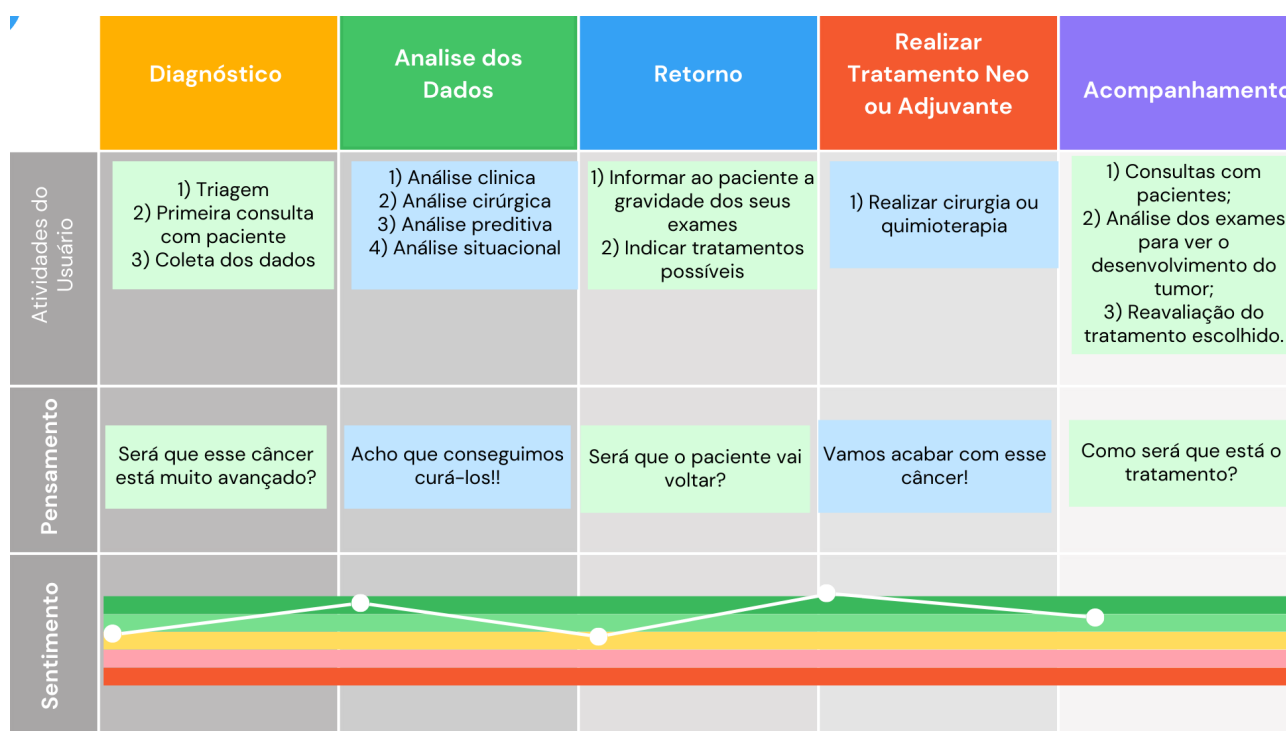 Diagnóstico
Analise dos
Dados
Retorno
Realizar
Tratamento Neo
ou Adjuvante
Acompanhamento
Atividades do
Usuário
1) Triagem
2) Primeira consulta
com paciente
3) Coleta dos dados
1) Análise clinica
2) Análise cirúrgica
3) Análise preditiva
4) Análise situacional
1) Informar ao paciente a
gravidade dos seus
exames
2) Indicar tratamentos
possíveis
1) Realizar cirurgia ou
quimioterapia
1) Consultas com
pacientes;
2) Análise dos exames
para ver o
desenvolvimento do
tumor;
3) Reavaliação do
tratamento escolhido.
Pensamento
Será que esse câncer
está muito avançado?
Acho que conseguimos
curá-los!!
Será que o paciente vai
voltar?
Vamos acabar com esse
câncer!
Como será que está o
tratamento?
Sentimento